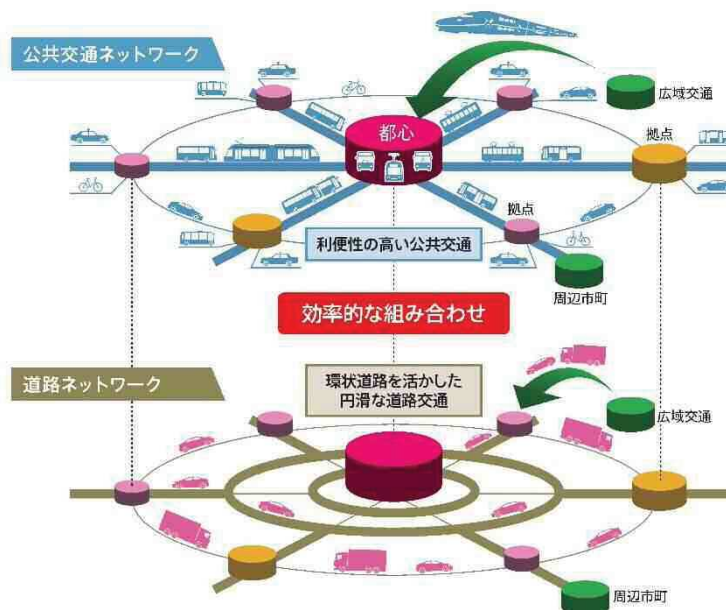 公共交通ネットワーク
広域交通
都心
拠点
拠点
利便性の高い公共交通
周辺市町
効率的な組み合わせ
道路ネットワーク
環状道路を活かした
円滑な道路交通
広域交通
周辺市町